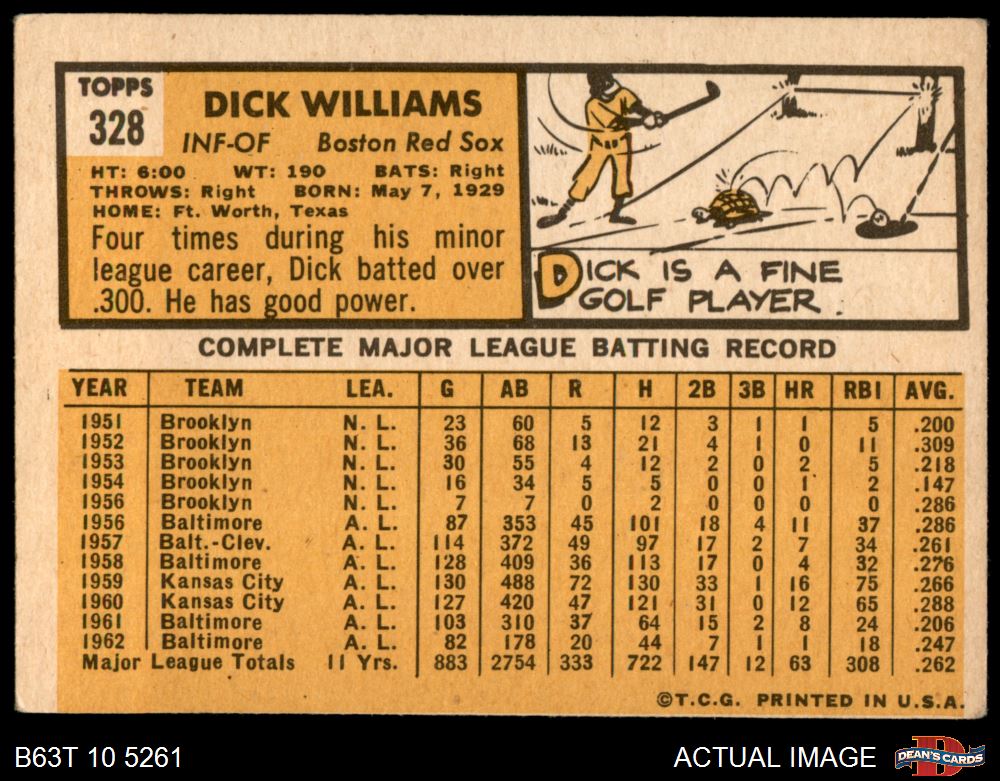 TOPPS
328
DICK WILLIAMS
INF-OF Boston Red Sox
HT: 6:00 WT: 190 BATS: Right
THROWS: Right BORN: May 7, 1929
HOME: Ft. Worth, Texas
Four times during his minor
league career, Dick batted over
.300. He has good power.
DICK IS A FINE
GOLF PLAYER.
COMPLETE MAJOR LEAGUE BATTING RECORD
YEAR TEAM LEA. G AB R H 2B 3B HR RBI AVG.
1951 Brooklyn N. L. 23 60 5 12 3 1 1 5 .200
1952 Brooklyn N. L. 36 68 13 21 4 1 0 11 .309
1953 Brooklyn N. L. 30 55 4 12 2 0 2 5 .218
1954 Brooklyn N. L. 16 34 5 5 0 0 1 2 .147
1956 Brooklyn N. L. 7 7 0 2 0 0 0 0 .286
1956 Baltimore A. L. 87 353 45 101 18 4 11 37 .286
1957 Balt.-Clev. A. L. 114 372 49 97 17 2 7 34 .261
1958 Baltimore A. L. 128 409 36 113 17 0 4 32 .276
1959 Kansas City A. L. 130 488 72 130 33 1 16 75 .266
1960 Kansas City A. L. 127 420 47 121 31 0 12 65 .288
1961 Baltimore A. L. 103 310 37 64 15 2 8 24 .206
1962 Baltimore A. L. 82 178 20 44 7 1 1 18 .247
Major League Totals 11 Yrs. 883 2754 333 722 147 12 63 308 .262
©T.C.G. PRINTED IN U.S.A.
B63T 10 5261
ACTUAL IMAGE
DEAN'S CARDS